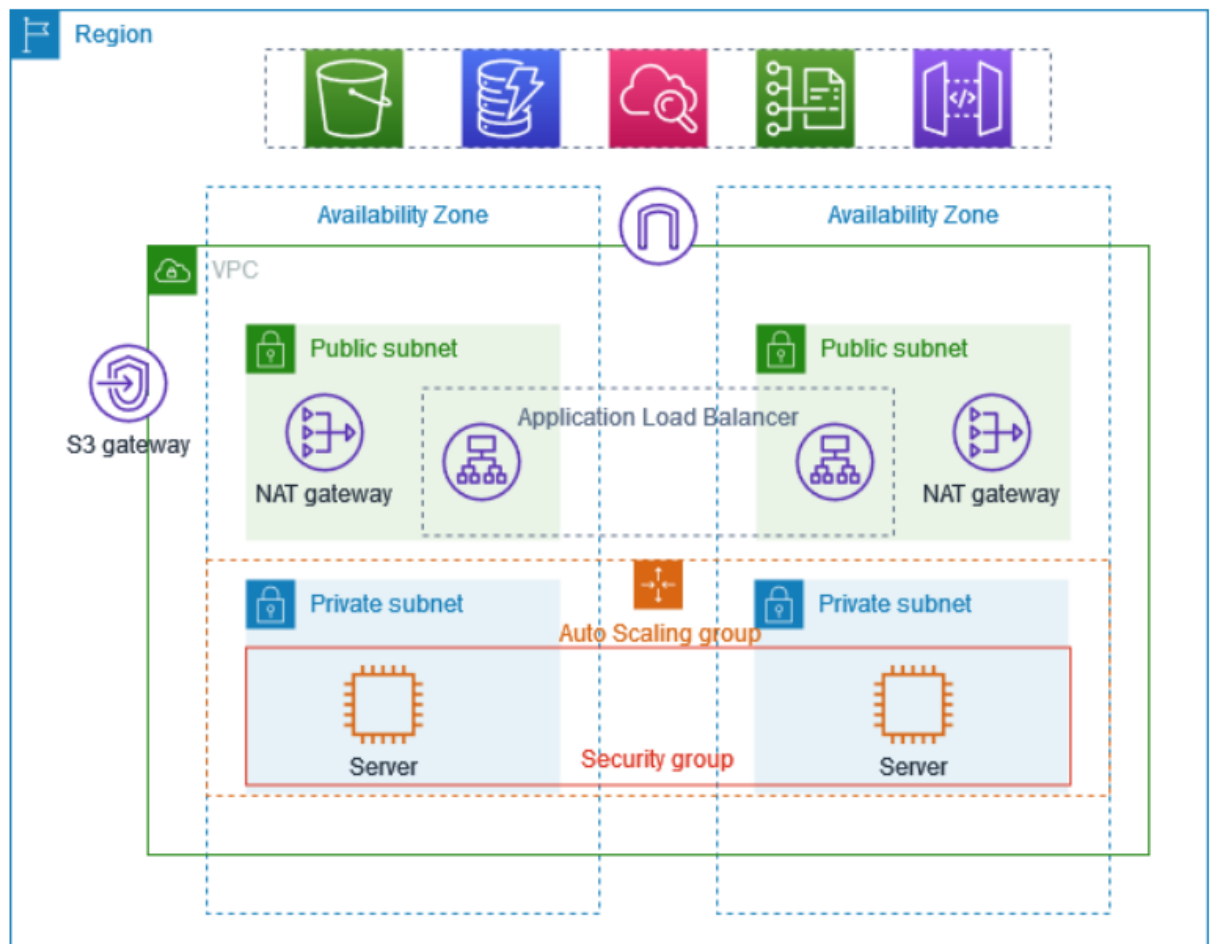 Region
Availability Zone
Availability Zone
VPC
Public subnet
Public subnet
Application Load Balancer
S3 gateway
NAT gateway
NAT gateway
Private subnet
Private subnet
Auto Scaling group
Security group
Server
Server